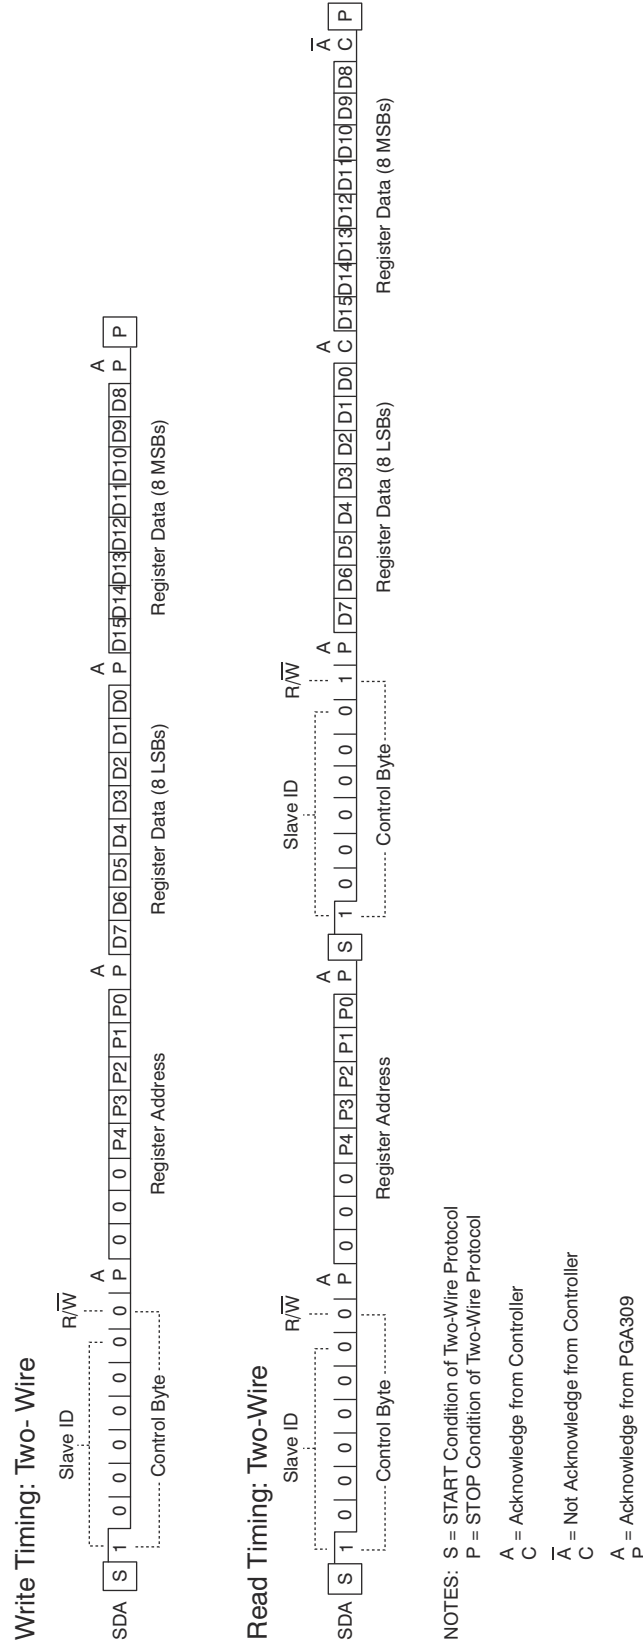 Write Timing: Two- Wire
Slave ID
R/W̅
SDA S 1 0 0 0 0 0 0 0 A P 0 0 0 P4 P3 P2 P1 P0 A P D7 D6 D5 D4 D3 D2 D1 D0 A P D15 D14 D13 D12 D11 D10 D9 D8 A P P
Control Byte
Register Address
Register Data (8 LSBs)
Register Data (8 MSBs)
Read Timing: Two-Wire
Slave ID
R/W̅
Slave ID
R/W̅
SDA S 1 0 0 0 0 0 0 0 A P 0 0 0 P4 P3 P2 P1 P0 A P S 1 0 0 0 0 0 0 1 A P D7 D6 D5 D4 D3 D2 D1 D0 A C D15 D14 D13 D12 D11 D10 D9 D8 A̅ C P
Control Byte
Register Address
Control Byte
Register Data (8 LSBs)
Register Data (8 MSBs)
NOTES: S = START Condition of Two-Wire Protocol
P = STOP Condition of Two-Wire Protocol
A C = Acknowledge from Controller
A̅ C = Not Acknowledge from Controller
A P = Acknowledge from PGA309